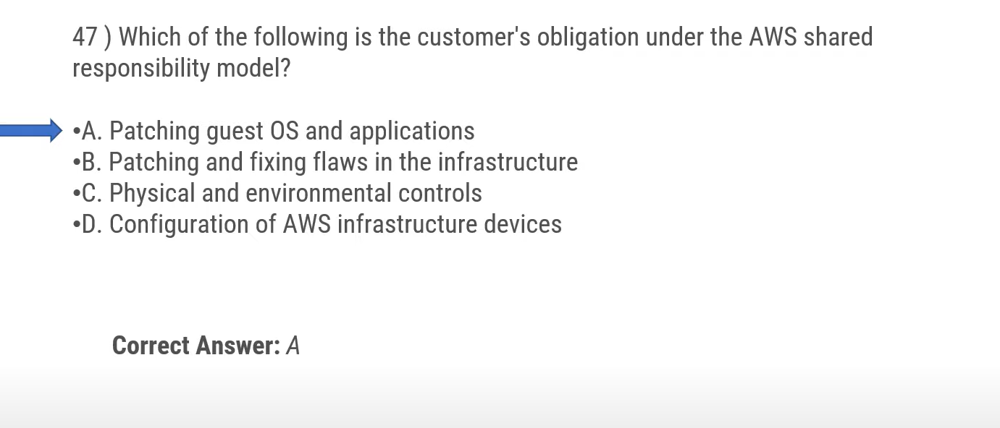 47 ) Which of the following is the customer's obligation under the AWS shared
responsibility model?
•A. Patching guest OS and applications
•B. Patching and fixing flaws in the infrastructure
•C. Physical and environmental controls
•D. Configuration of AWS infrastructure devices
Correct Answer: A